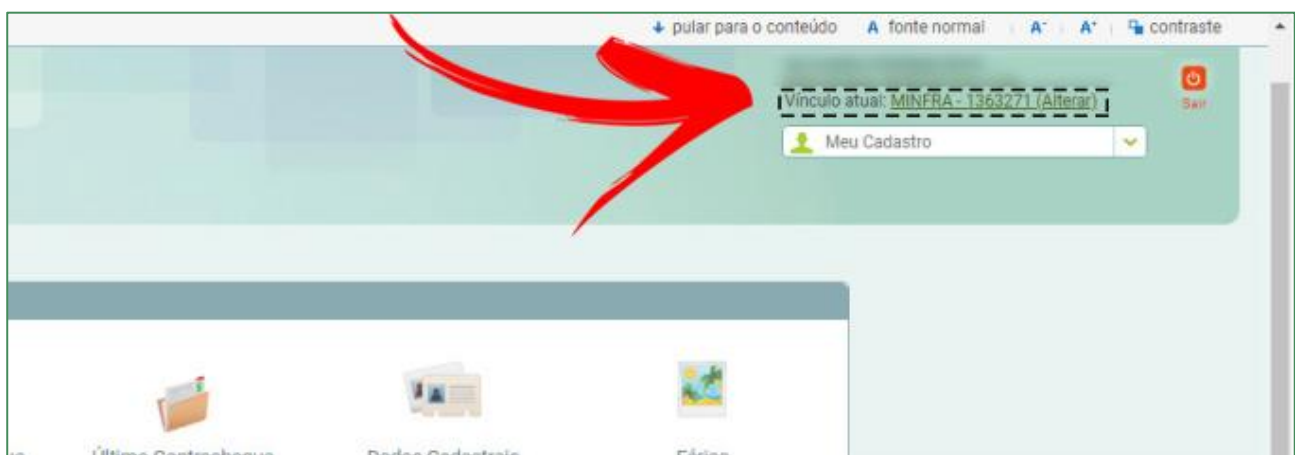 pular para o conteúdo A fonte normal A- A+ contraste
Vínculo atual: MINFRA - 1363271 (Alterar)
Sair
Meu Cadastro
Último Contracheque Dados Cadastrais Férias